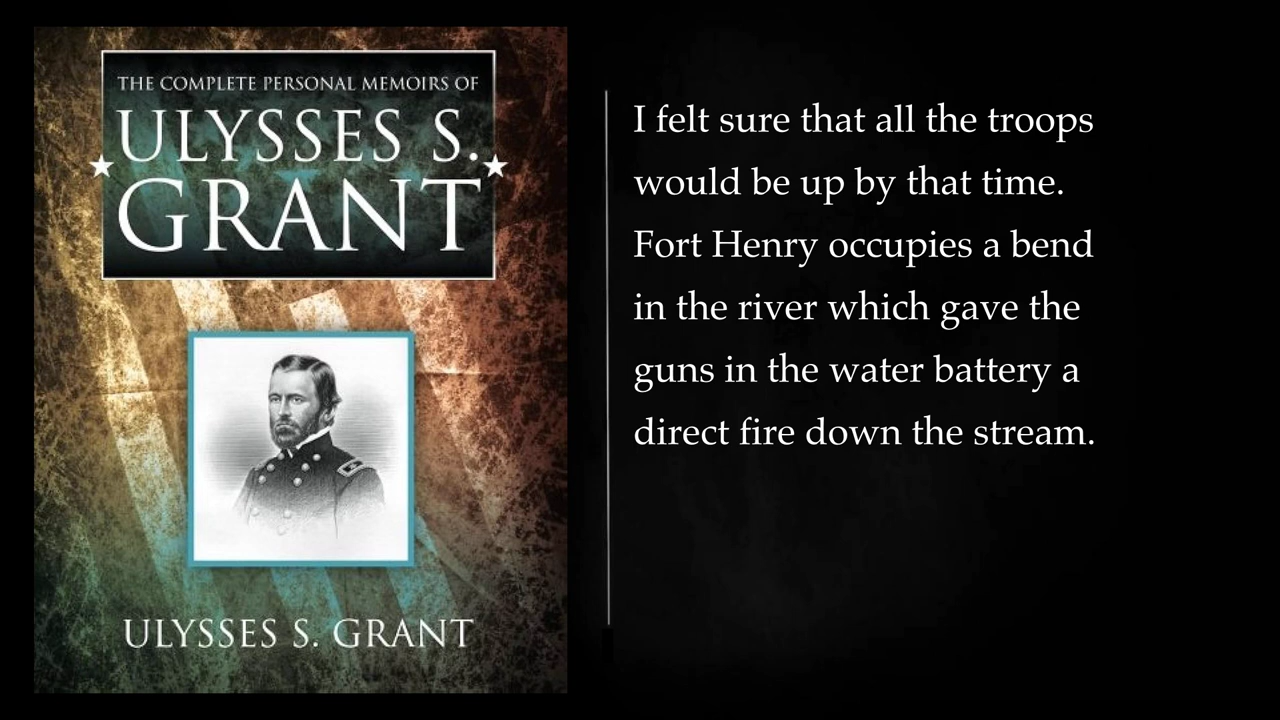 THE COMPLETE PERSONAL MEMOIRS OF
ULYSSES S.
GRANT
ULYSSES S. GRANT
I felt sure that all the troops
would be up by that time.
Fort Henry occupies a bend
in the river which gave the
guns in the water battery a
direct fire down the stream.